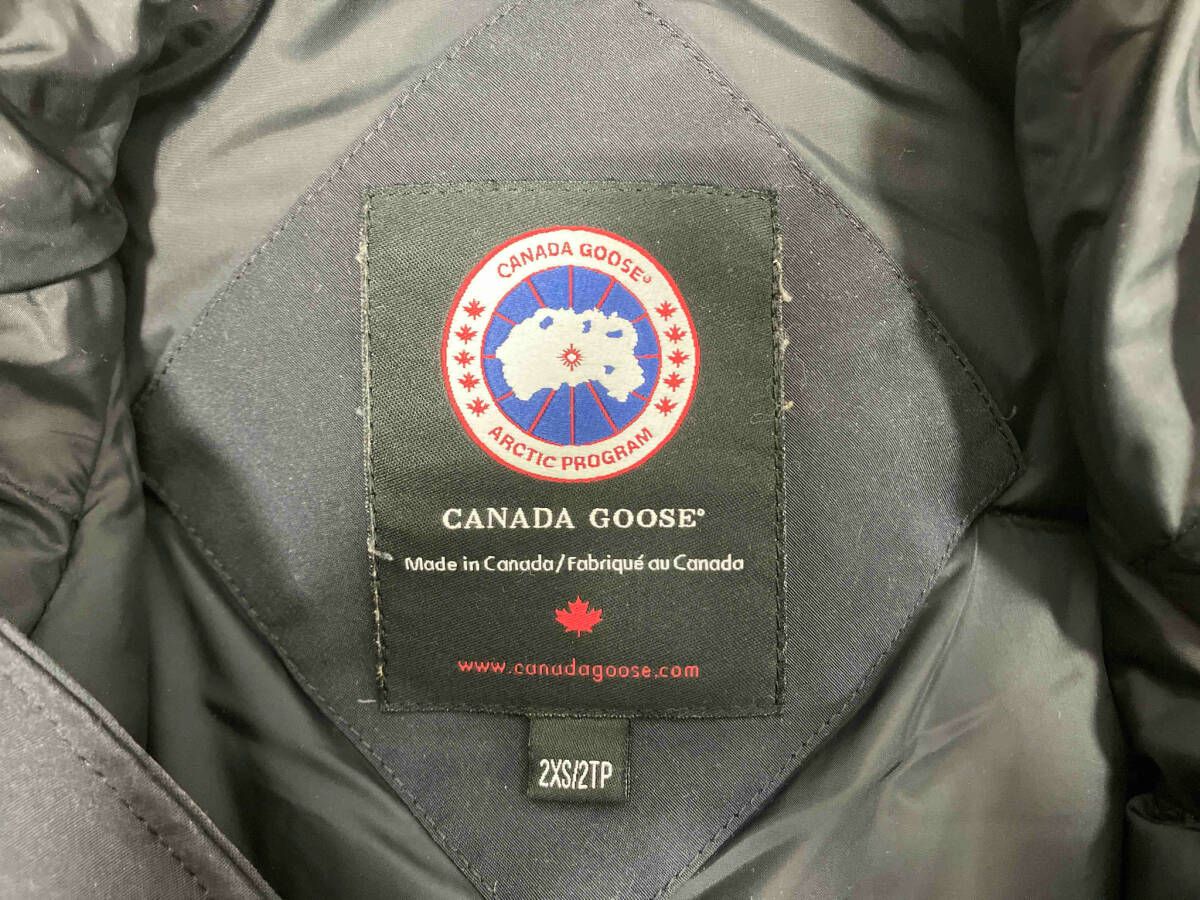 CANADA GOOSE®
ARCTIC PROGRAM
CANADA GOOSE®
Made in Canada/Fabriqué au Canada
www.canadagoose.com
2XS/2TP